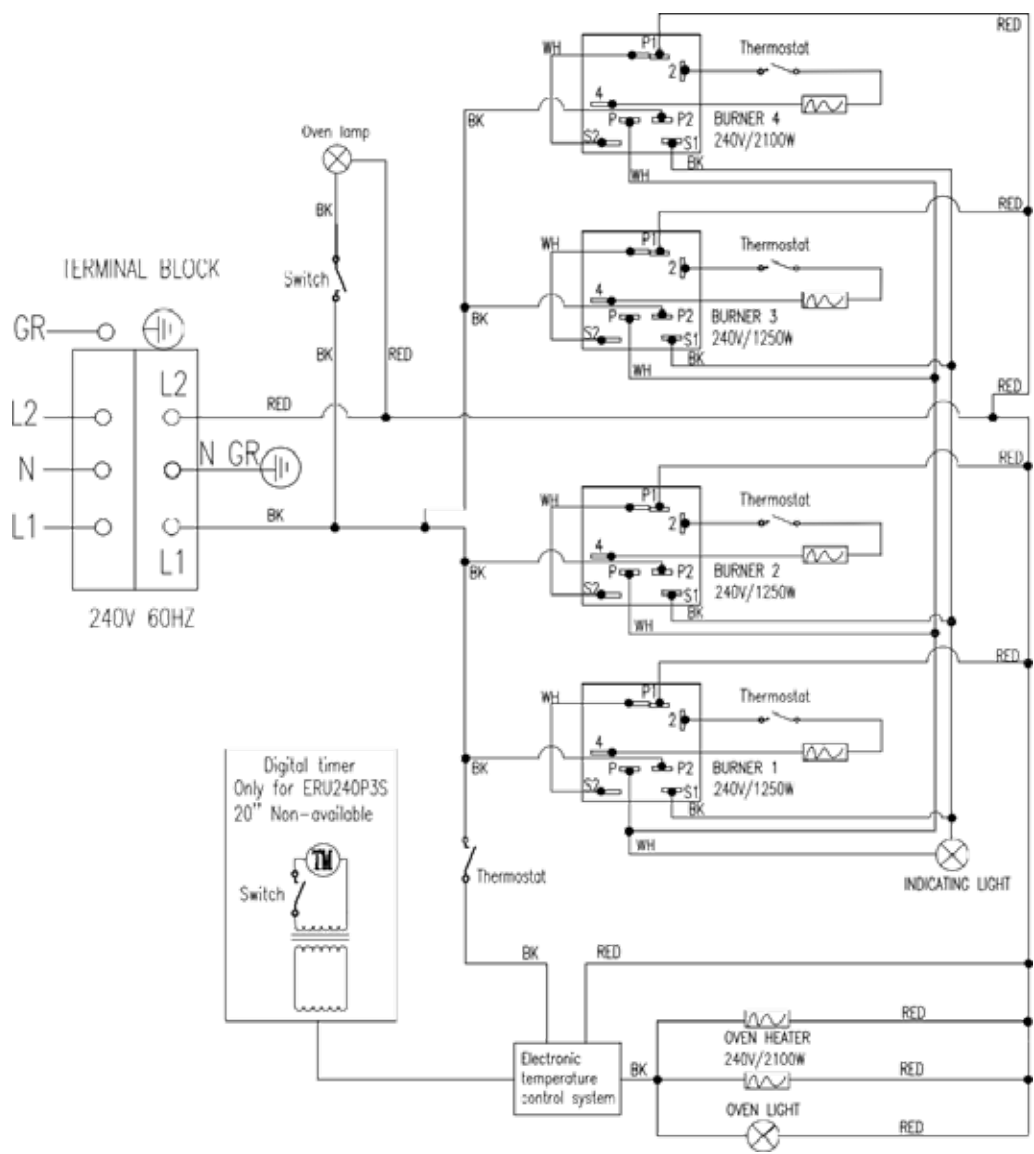 RED
P1
WH
Thermostat
2
4
BK
P
P2
BURNER 4
240V/2100W
S2
S1
BK
WH
Oven lamp
BK
RED
P1
WH
Thermostat
2
Switch
4
BK
P
P2
BURNER 3
240V/1250W
S2
S1
BK
WH
TERMINAL BLOCK
GR
BK
RED
RED
L2
L2
RED
N
N GR
L1
BK
L1
240V 60HZ
RED
P1
WH
Thermostat
2
4
BK
P
P2
BURNER 2
240V/1250W
S2
S1
BK
WH
RED
P1
WH
Thermostat
2
4
BK
P
P2
BURNER 1
240V/1250W
S2
S1
BK
WH
INDICATING LIGHT
Digital timer
Only for ERU240P3S
20" Non-available
TM
Switch
Thermostat
BK
RED
RED
OVEN HEATER
240V/2100W
Electronic
temperature
control system
BK
RED
OVEN LIGHT
RED